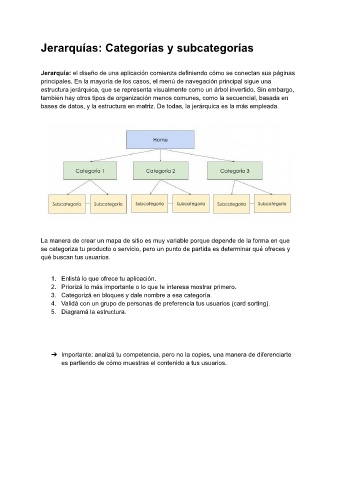 Jerarquías: Categorías y subcategorías
Jerarquía: el diseño de una aplicación comienza definiendo cómo se conectan sus páginas
principales. En la mayoría de los casos, el menú de navegación principal sigue una
estructura jerárquica, que se representa visualmente como un árbol invertido. Sin embargo,
también hay otros tipos de organización menos comunes, como la secuencial, basada en
bases de datos, y la estructura en matriz. De todas, la jerárquica es la más empleada.
Home
Categoría 1 Categoría 2 Categoría 3
Subcategoría Subcategoría Subcategoría Subcategoría Subcategoría Subcategoría
La manera de crear un mapa de sitio es muy variable porque depende de la forma en que
se categoriza tu producto o servicio, pero un punto de partida es determinar qué ofreces y
qué buscan tus usuarios.
1. Enlistá lo que ofrece tu aplicación.
2. Priorizá lo más importante o lo que te interesa mostrar primero.
3. Categorizá en bloques y dale nombre a esa categoría.
4. Validá con un grupo de personas de preferencia tus usuarios (card sorting).
5. Diagramá la estructura.
➔ Importante: analizá tu competencia, pero no la copies, una manera de diferenciarte
es partiendo de cómo muestras el contenido a tus usuarios.